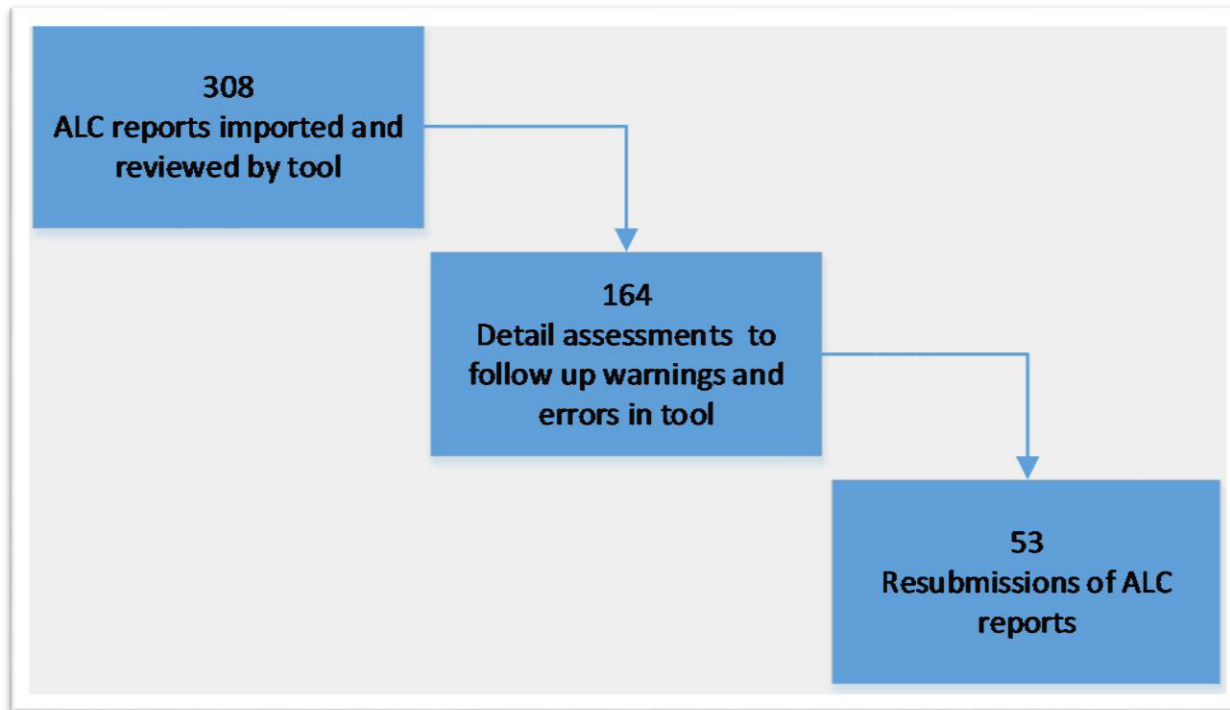 308
ALC reports imported and
reviewed by tool
164
Detail assessments to
follow up warnings and
errors in tool
53
Resubmissions of ALC
reports